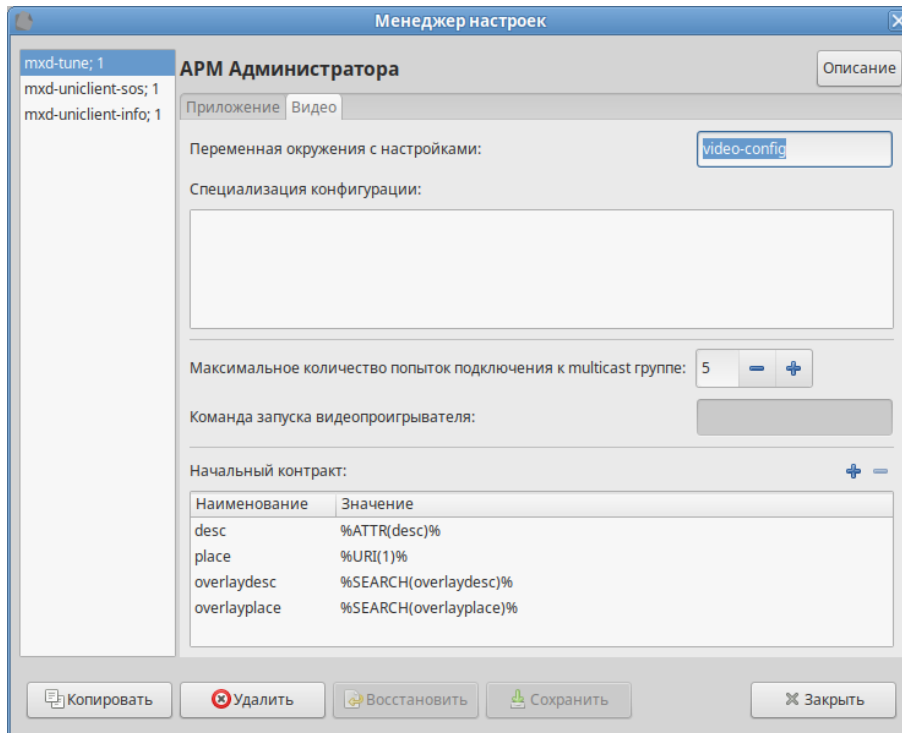 Менеджер настроек
mxd-tune; 1
mxd-uniclient-sos; 1
mxd-uniclient-info; 1
АРМ Администратора
Описание
Приложение Видео
Переменная окружения с настройками: video-config
Специализация конфигурации:
Максимальное количество попыток подключения к multicast группе: 5
Команда запуска видеопроигрывателя:
Начальный контракт:
Наименование Значение
desc %ATTR(desc)%
place %URI(1)%
overlaydesc %SEARCH(overlaydesc)%
overlayplace %SEARCH(overlayplace)%
Копировать Удалить Восстановить Сохранить Закрыть